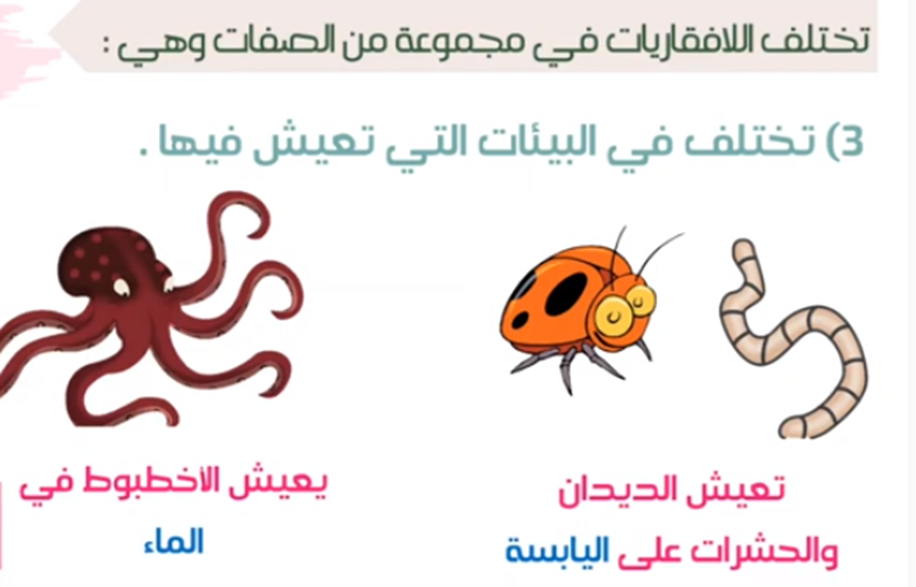 تختلف اللافقاريات في مجموعة من الصفات وهي :
3) تختلف في البيئات التي تعيش فيها .
تعيش الديدان
والحشرات على اليابسة
يعيش الأخطبوط في
الماء